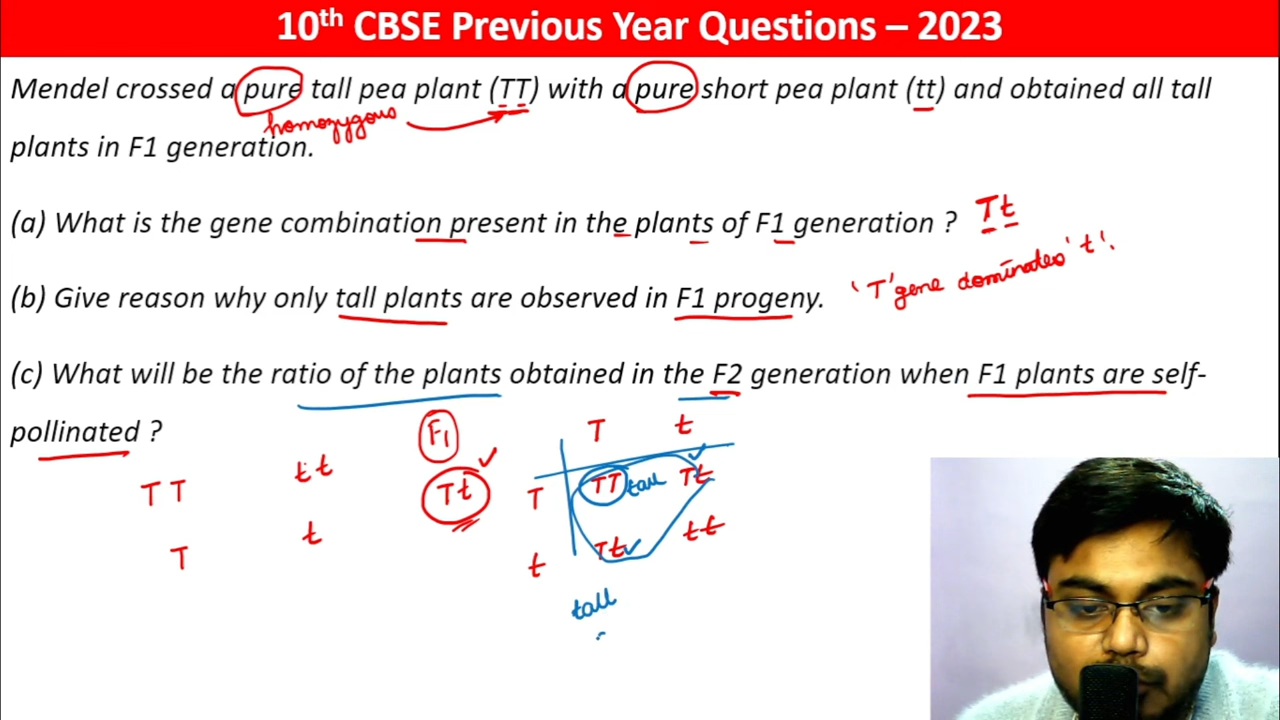 10th CBSE Previous Year Questions – 2023
Mendel crossed a pure tall pea plant (TT) with a pure short pea plant (tt) and obtained all tall
homozygous
plants in F1 generation.
(a) What is the gene combination present in the plants of F1 generation ? Tt
'T' gene dominates 't'.
(b) Give reason why only tall plants are observed in F1 progeny.
(c) What will be the ratio of the plants obtained in the F2 generation when F1 plants are self-
pollinated ?
F1
T t
TT tt Tt T TT tall Tt
T t t Tt tt
tall